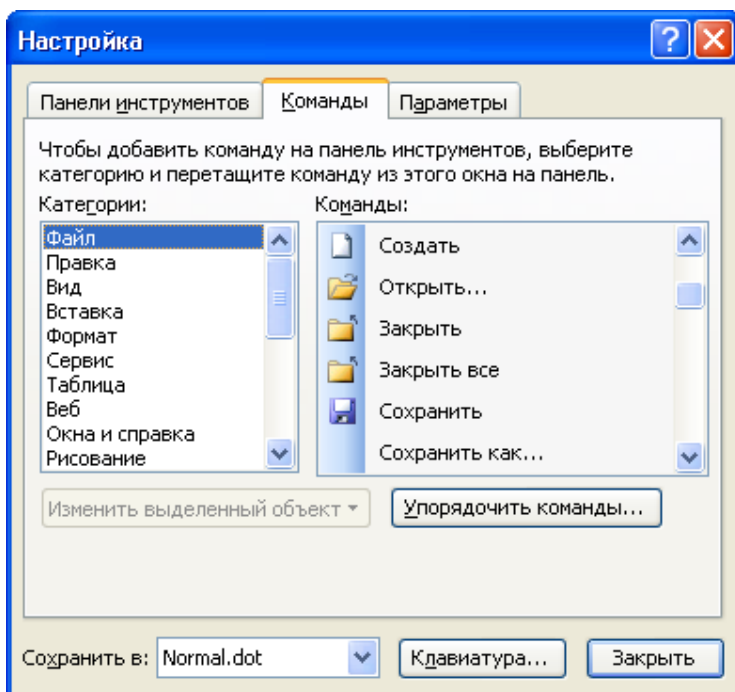 Настройка
Панели инструментов
Команды
Параметры
Чтобы добавить команду на панель инструментов, выберите
категорию и перетащите команду из этого окна на панель.
Категории:
Команды:
Файл
Правка
Вид
Вставка
Формат
Сервис
Таблица
Веб
Окна и справка
Рисование
Создать
Открыть...
Закрыть
Закрыть все
Сохранить
Сохранить как...
Изменить выделенный объект
Упорядочить команды...
Сохранить в:
Normal.dot
Клавиатура...
Закрыть